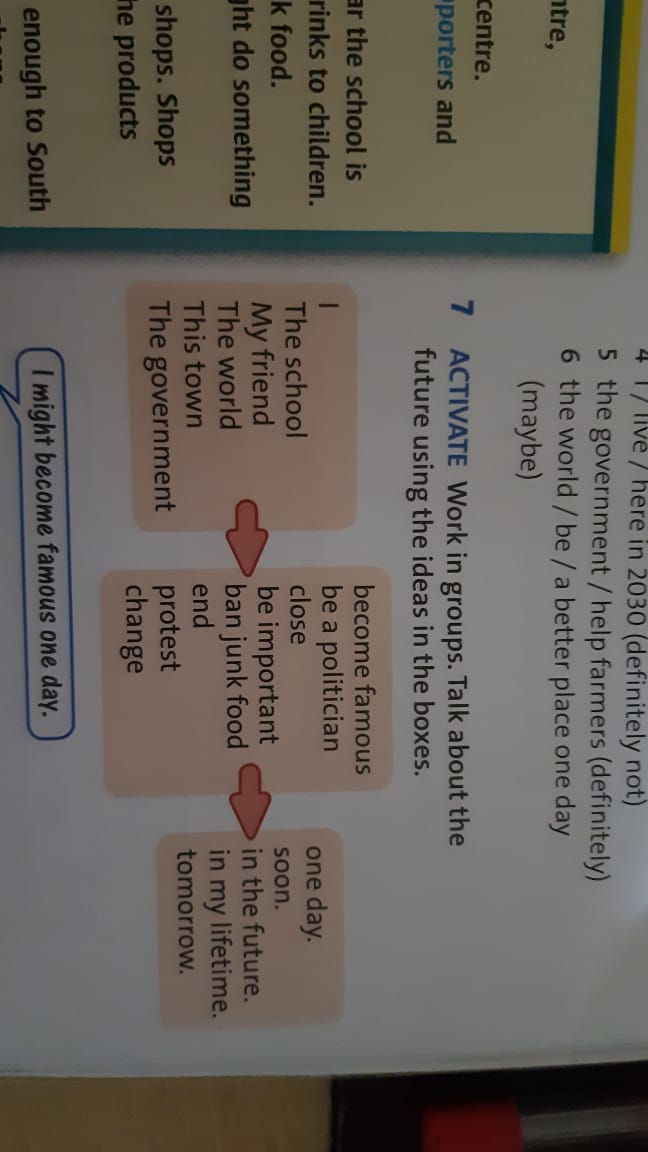 ntre,
centre.
porters and
ar the school is
rinks to children.
k food.
ght do something
shops. Shops
he products
enough to South
4 I / live / here in 2030 (definitely not)
5 the government / help farmers (definitely)
6 the world / be / a better place one day
(maybe)
7 ACTIVATE Work in groups. Talk about the
future using the ideas in the boxes.
I
The school
My friend
The world
This town
The government
become famous
be a politician
close
be important
ban junk food
end
protest
change
one day.
soon.
in the future.
in my lifetime.
tomorrow.
I might become famous one day.